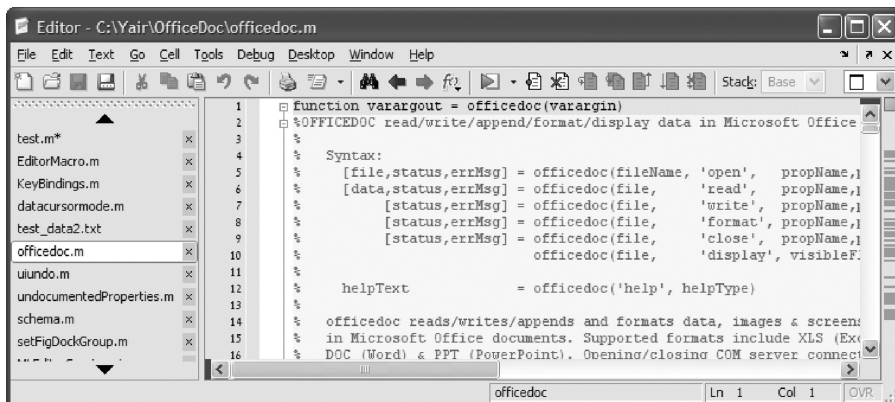 Editor - C:\Yair\OfficeDoc\officedoc.m
File Edit Text Go Cell Tools Debug Desktop Window Help
Stack: Base
test.m*
EditorMacro.m
KeyBindings.m
datacursormode.m
test_data2.txt
officedoc.m
uiundo.m
undocumentedProperties.m
schema.m
setFigDockGroup.m
1 function varargout = officedoc(varargin)
2 %OFFICEDOC read/write/append/format/display data in Microsoft Office
3 %
4 % Syntax:
5 % [file,status,errMsg] = officedoc(fileName, 'open', propName,
6 % [data,status,errMsg] = officedoc(file, 'read', propName,
7 % [status,errMsg] = officedoc(file, 'write', propName,
8 % [status,errMsg] = officedoc(file, 'format', propName,
9 % [status,errMsg] = officedoc(file, 'close', propName,
10 % officedoc(file, 'display', visibleF
11 %
12 % helpText = officedoc('help', helpType)
13 %
14 % officedoc reads/writes/appends and formats data, images & screens
15 % in Microsoft Office documents. Supported formats include XLS (Exc
16 % DOC (Word) & PPT (PowerPoint). Opening/closing COM server connect
officedoc Ln 1 Col 1 OVR